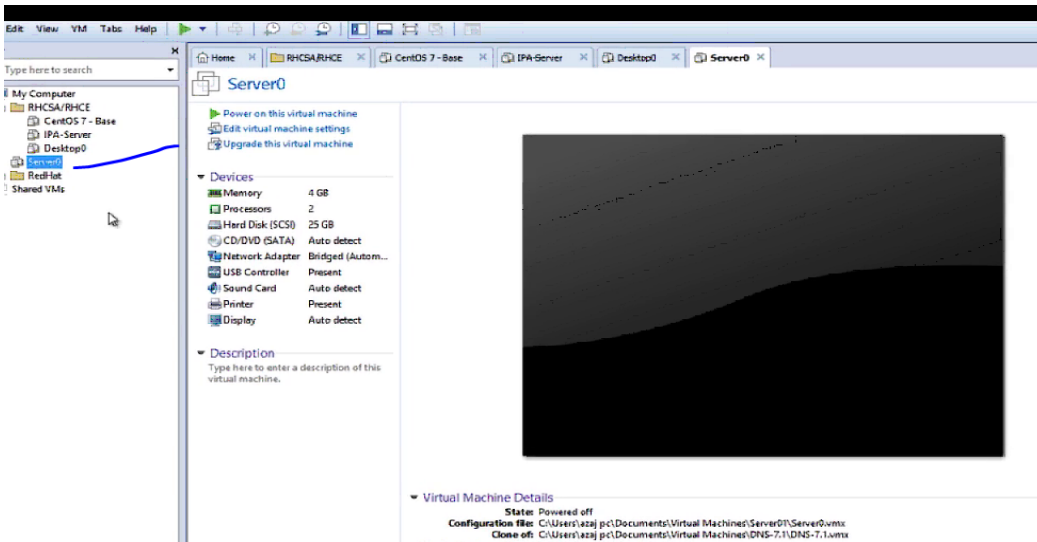 Edit View VM Tabs Help
Type here to search
My Computer
RHCSA/RHCE
CentOS 7 - Base
IPA-Server
Desktop0
Server0
RedHat
Shared VMs
Home RHCSA/RHCE CentOS 7 - Base IPA-Server Desktop0 Server0
Server0
Power on this virtual machine
Edit virtual machine settings
Upgrade this virtual machine
Devices
Memory 4 GB
Processors 2
Hard Disk (SCSI) 25 GB
CD/DVD (SATA) Auto detect
Network Adapter Bridged (Autom...
USB Controller Present
Sound Card Auto detect
Printer Present
Display Auto detect
Description
Type here to enter a description of this
virtual machine.
Virtual Machine Details
State: Powered off
Configuration file: C:\Users\azaj pc\Documents\Virtual Machines\Server01\Server0.vmx
Clone of: C:\Users\azaj pc\Documents\Virtual Machines\DNS-7.1\DNS-7.1.vmx